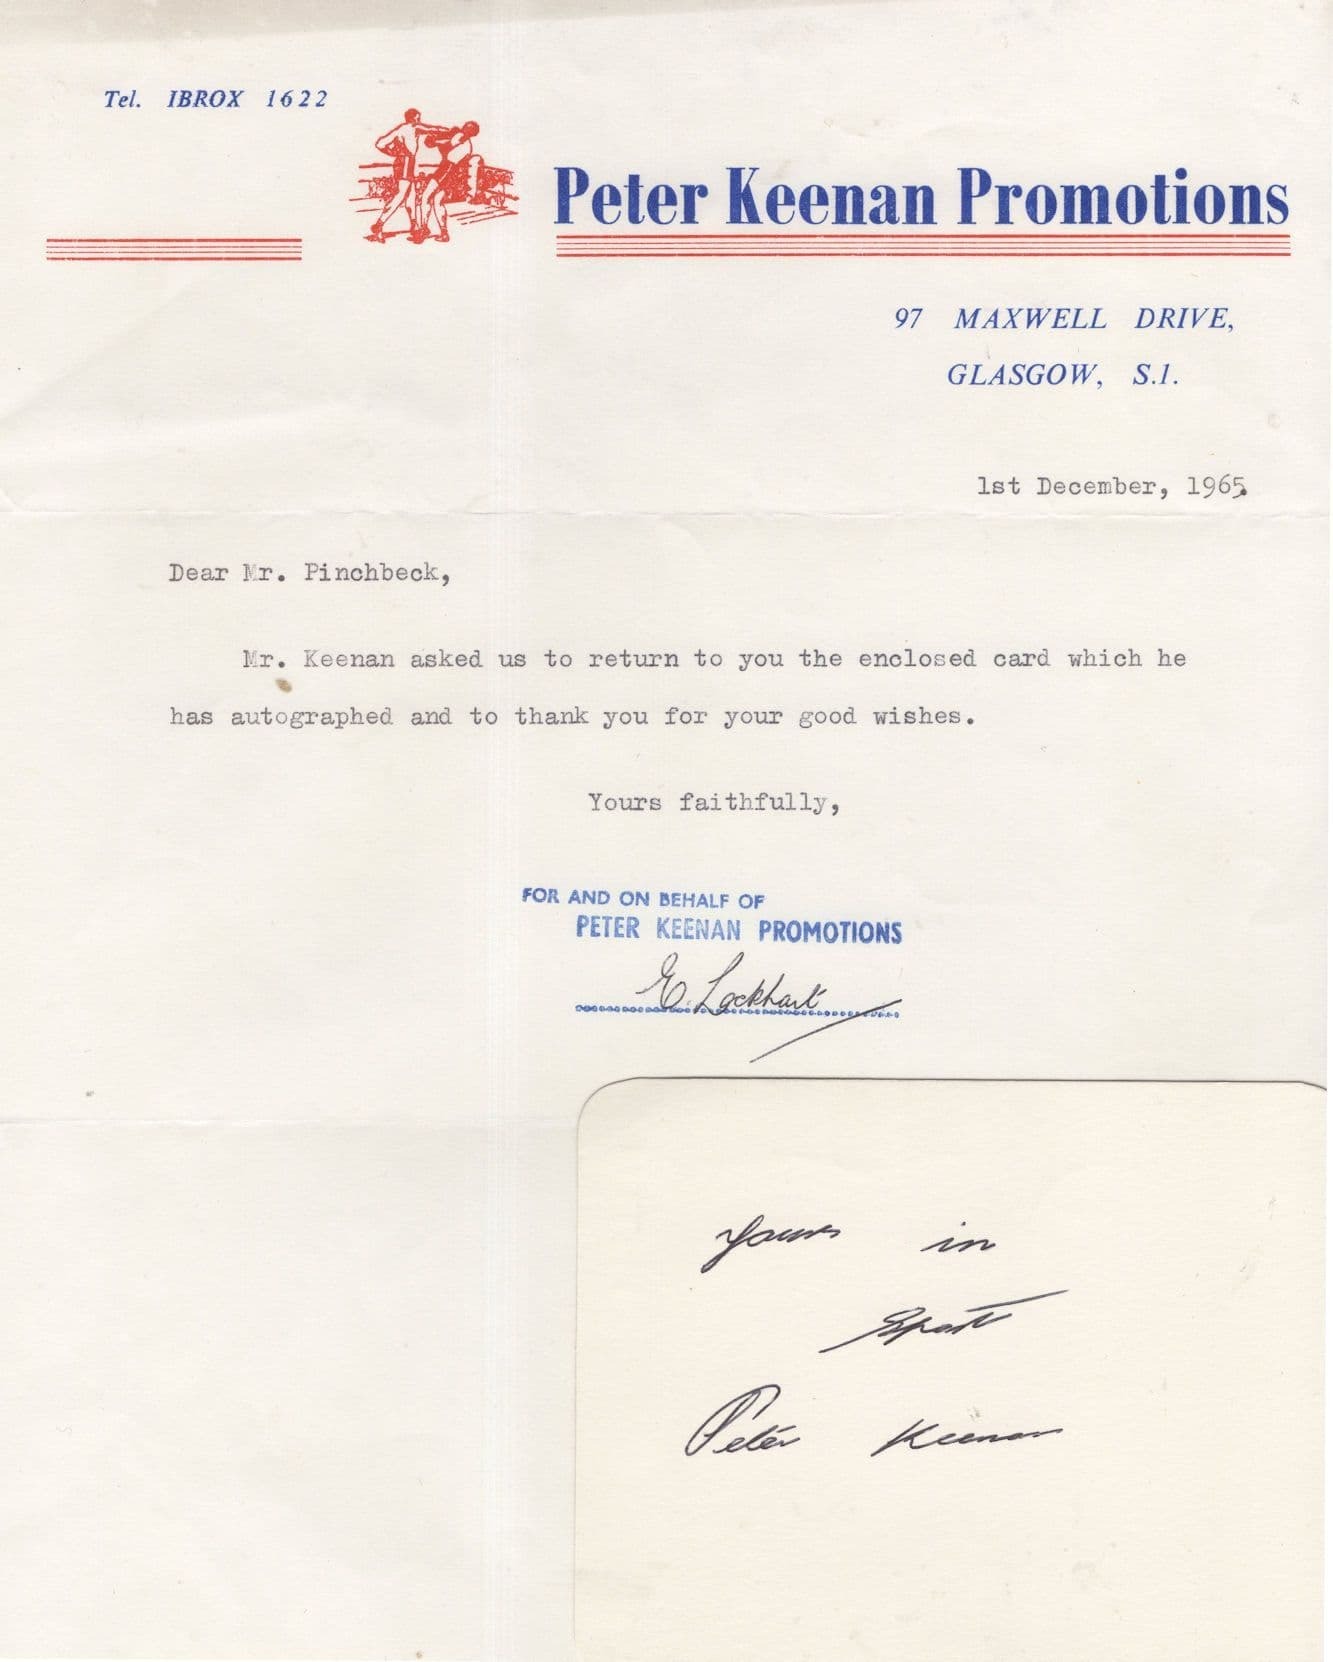 Tel. IBROX 1622
Peter Keenan Promotions
97 MAXWELL DRIVE,
GLASGOW, S.1.
1st December, 1965.
Dear Mr. Pinchbeck,
Mr. Keenan asked us to return to you the enclosed card which he
has autographed and to thank you for your good wishes.
Yours faithfully,
FOR AND ON BEHALF OF
PETER KEENAN PROMOTIONS
E. Lockhart
Yours in
Sport
Peter Keenan